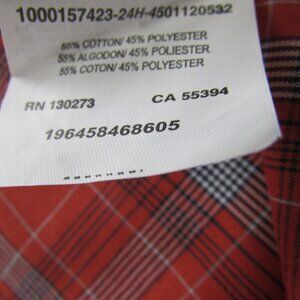 1000157423-24H-4501120532
55% COTTON/ 45% POLYESTER
55% ALGODON/ 45% POLIESTER
55% COTON/ 45% POLYESTER
RN 130273 CA 55394
196458468605